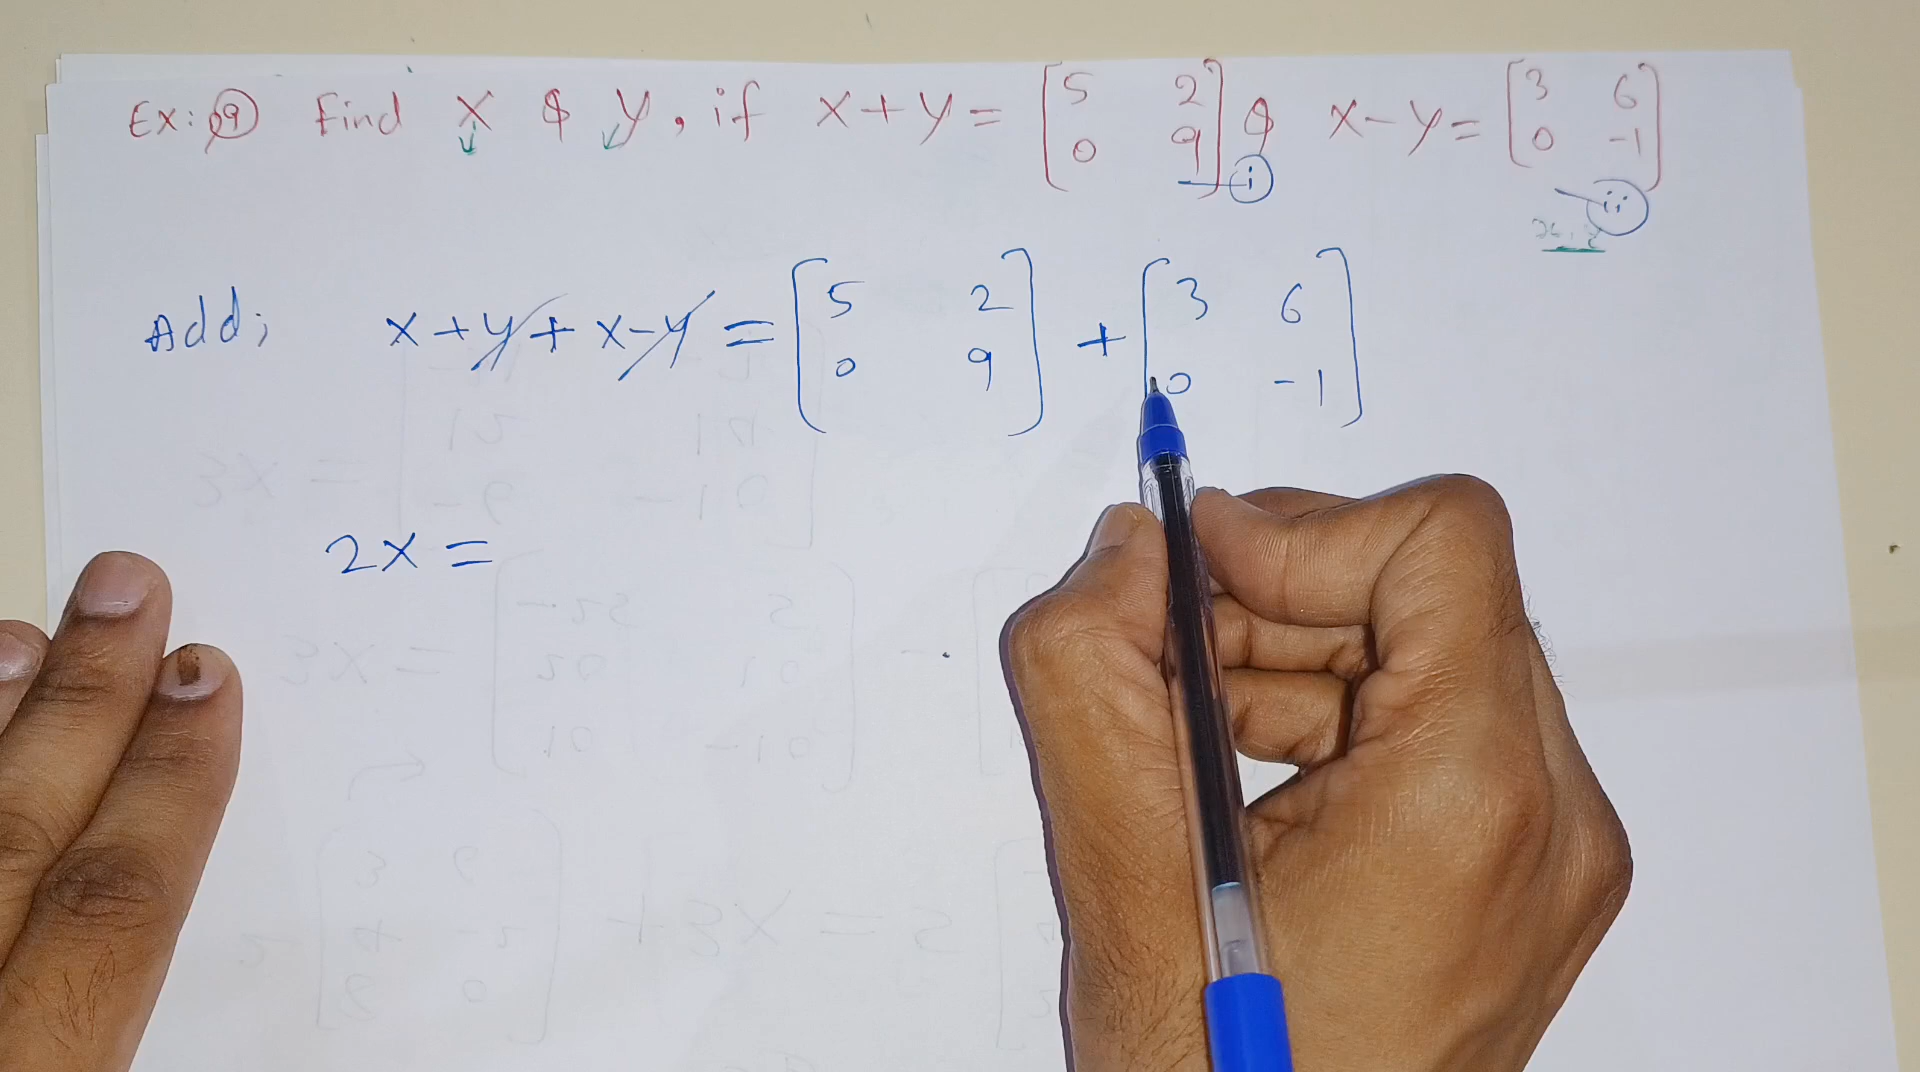 Ex: 9 Find X & Y, if X + Y = [5 2 0 9] & X - Y = [3 6 0 -1]
i
ii
Add; X + Y + X - Y = [5 2 0 9] + [3 6 0 -1]
2X =